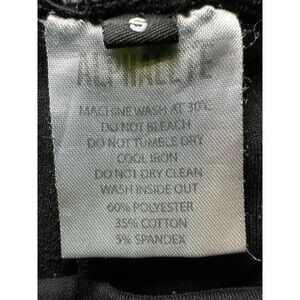 ALPHALETE
MACHINE WASH AT 30°C
DO NOT BLEACH
DO NOT TUMBLE DRY
COOL IRON
DO NOT DRY CLEAN
WASH INSIDE OUT
60% POLYESTER
35% COTTON
5% SPANDEX